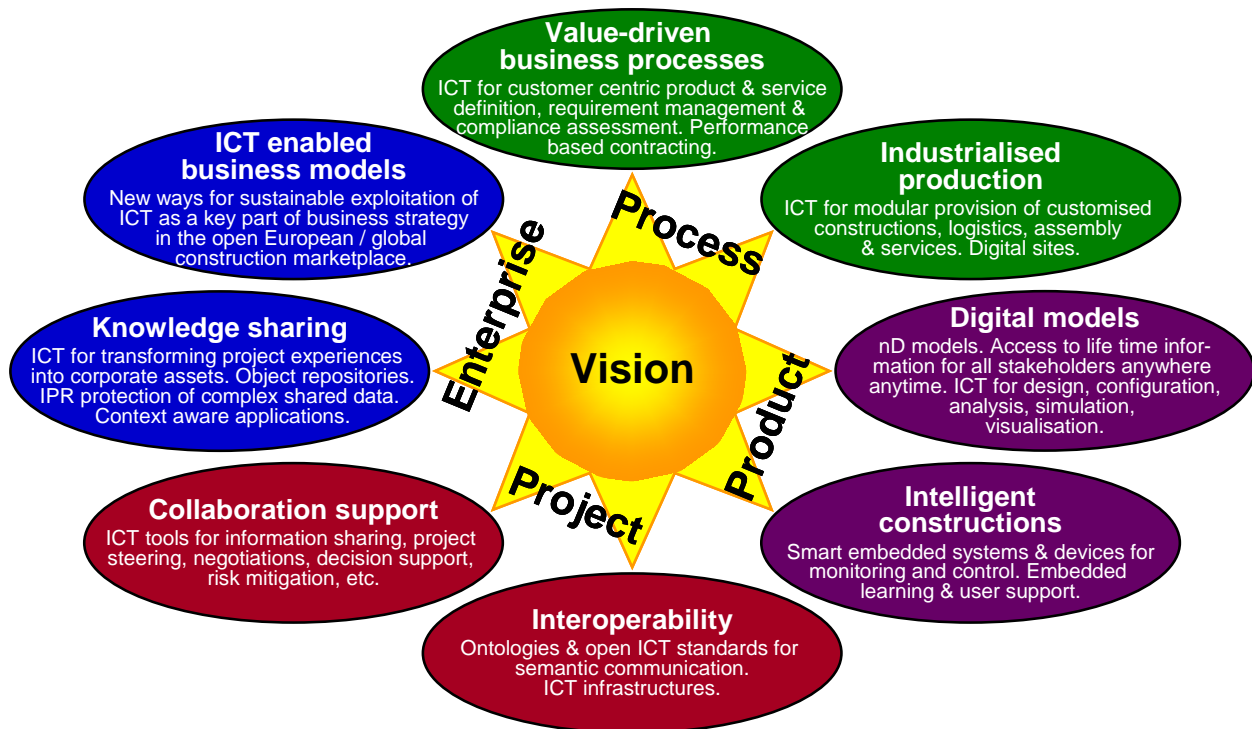 Value-driven
business processes
ICT for customer centric product & service
definition, requirement management &
compliance assessment. Performance
based contracting.
ICT enabled
business models
New ways for sustainable exploitation of
ICT as a key part of business strategy
in the open European / global
construction marketplace.
Industrialised
production
ICT for modular provision of customised
constructions, logistics, assembly
& services. Digital sites.
Process
Enterprise
Vision
Product
Project
Knowledge sharing
ICT for transforming project experiences
into corporate assets. Object repositories.
IPR protection of complex shared data.
Context aware applications.
Digital models
nD models. Access to life time infor-
mation for all stakeholders anywhere
anytime. ICT for design, configuration,
analysis, simulation,
visualisation.
Collaboration support
ICT tools for information sharing, project
steering, negotiations, decision support,
risk mitigation, etc.
Intelligent
constructions
Smart embedded systems & devices for
monitoring and control. Embedded
learning & user support.
Interoperability
Ontologies & open ICT standards for
semantic communication.
ICT infrastructures.